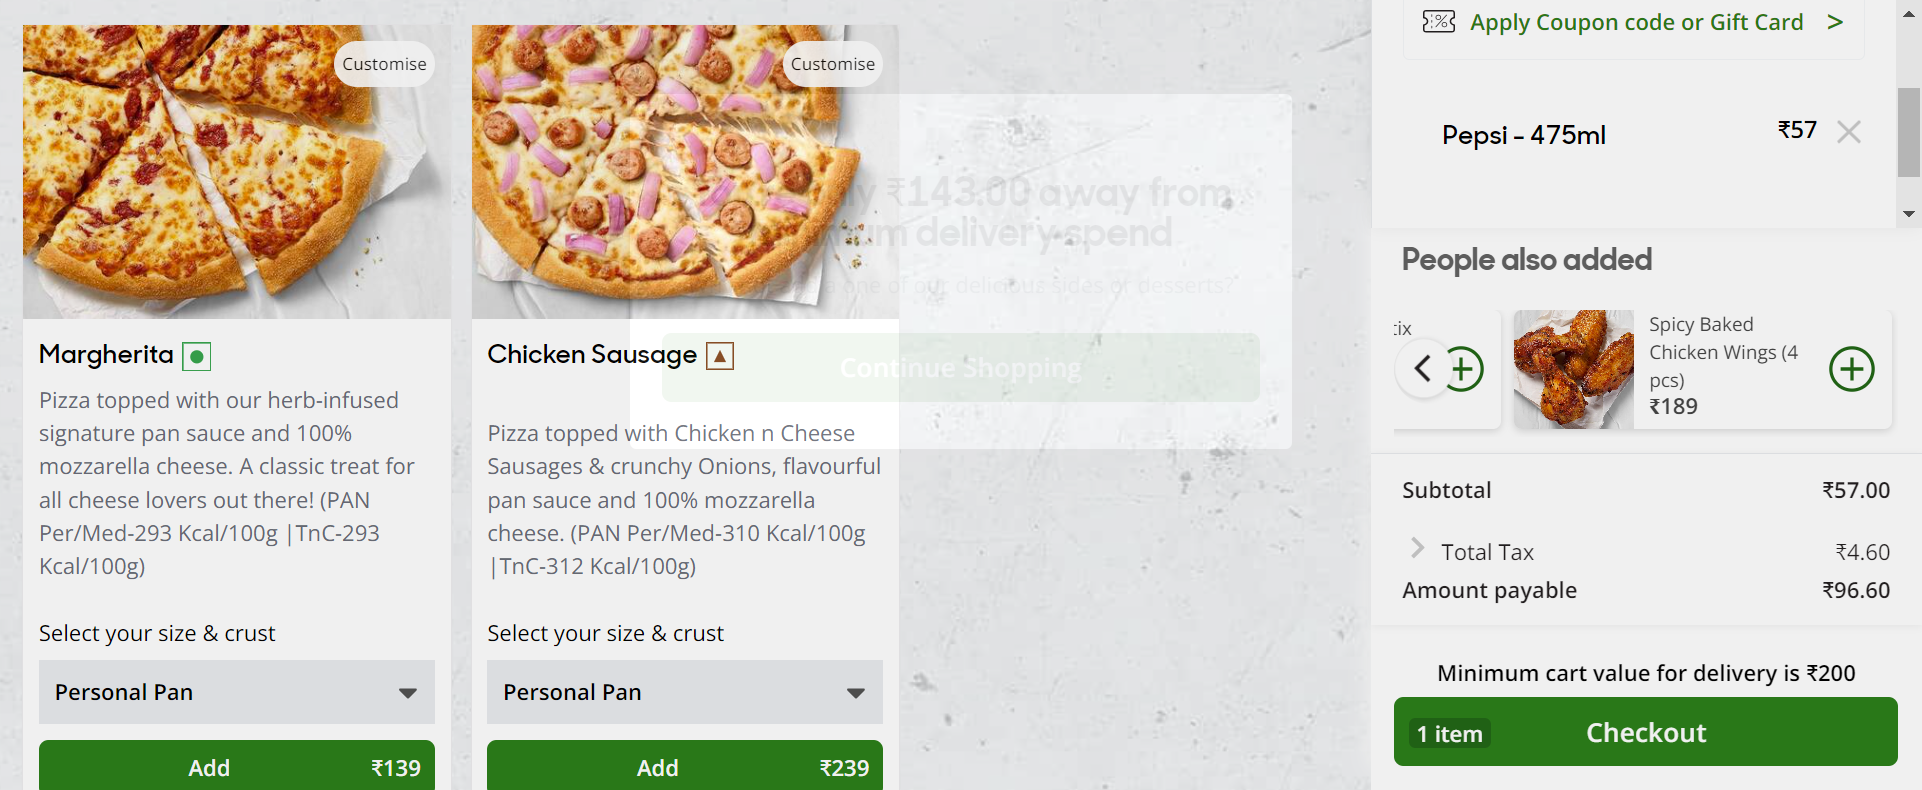 Customise
Margherita
Pizza topped with our herb-infused
signature pan sauce and 100%
mozzarella cheese. A classic treat for
all cheese lovers out there! (PAN
Per/Med-293 Kcal/100g |TnC-293
Kcal/100g)
Select your size & crust
Personal Pan
Add ₹139
Customise
Chicken Sausage
Pizza topped with Chicken n Cheese
Sausages & crunchy Onions, flavourful
pan sauce and 100% mozzarella
cheese. (PAN Per/Med-310 Kcal/100g
|TnC-312 Kcal/100g)
Select your size & crust
Personal Pan
Add ₹239
₹143.00 away from
delivery spend
one of our delicious sides or desserts?
Continue Shopping
Apply Coupon code or Gift Card >
Pepsi - 475ml ₹57
People also added
Spicy Baked
Chicken Wings (4
pcs)
₹189
Subtotal ₹57.00
Total Tax ₹4.60
Amount payable ₹96.60
Minimum cart value for delivery is ₹200
1 item Checkout